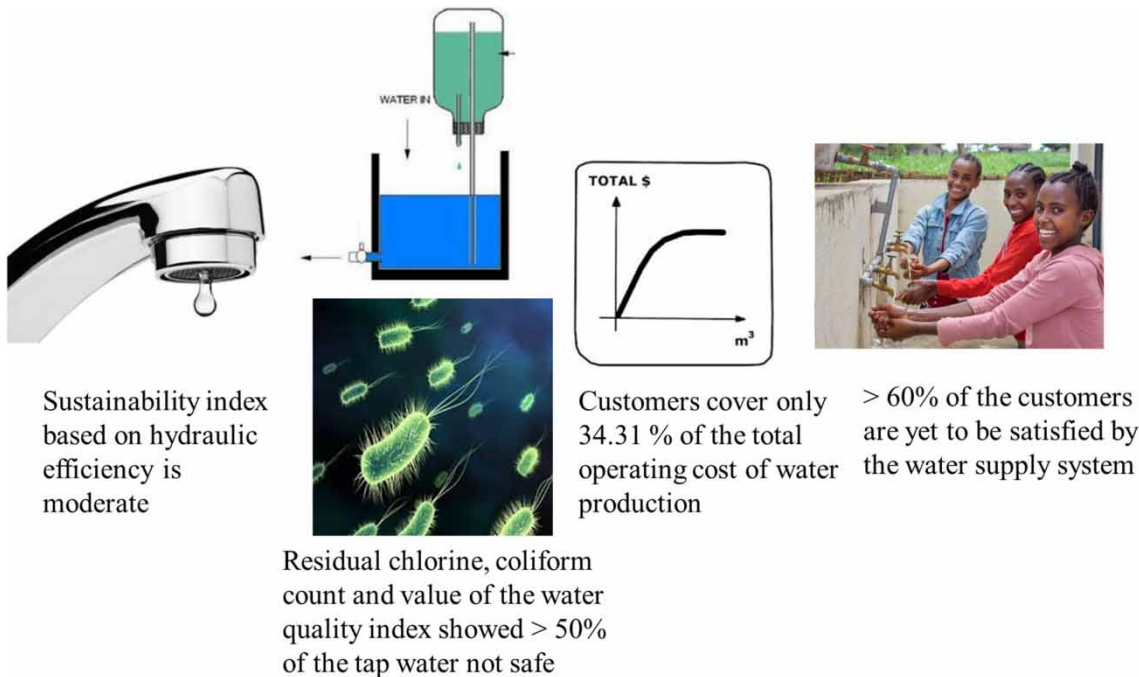 WATER IN
TOTAL $
m³
Sustainability index
based on hydraulic
efficiency is
moderate
Residual chlorine, coliform
count and value of the water
quality index showed > 50%
of the tap water not safe
Customers cover only
34.31 % of the total
operating cost of water
production
> 60% of the customers
are yet to be satisfied by
the water supply system